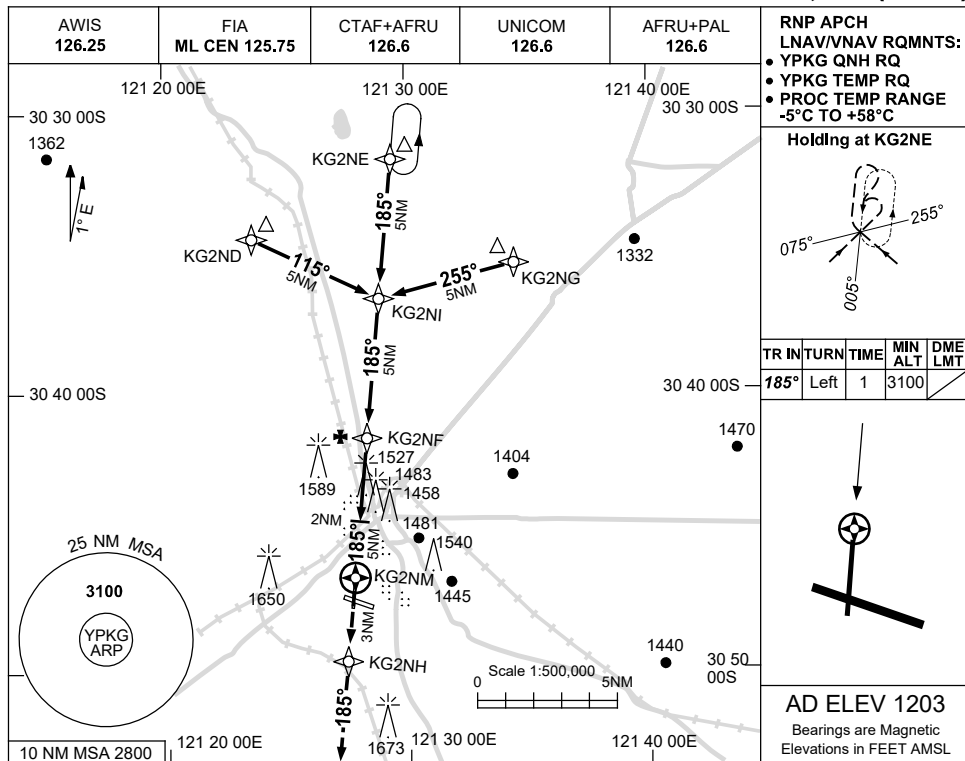 AWIS
126.25
FIA
ML CEN 125.75
CTAF+AFRU
126.6
UNICOM
126.6
AFRU+PAL
126.6
RNP APCH
LNAV/VNAV RQMNTS:
• YPKG QNH RQ
• YPKG TEMP RQ
• PROC TEMP RANGE
-5°C TO +58°C
121 20 00E
121 30 00E
121 40 00E
30 30 00S
30 30 00S
1362
1° E
KG2NE
185°
5NM
KG2ND
115°
5NM
255°
5NM
KG2NG
1332
KG2NI
185°
5NM
30 40 00S
30 40 00S
KG2NF
1527
1483
1458
1589
1404
1470
2NM
185°
5NM
1481
1540
1445
KG2NM
1650
3NM
KG2NH
185°
1673
1440
25 NM MSA
3100
YPKG
ARP
10 NM MSA 2800
Scale 1:500,000
0
5NM
30 50
00S
121 20 00E
121 30 00E
121 40 00E
Holding at KG2NE
255°
075°
005°
TR IN TURN TIME MIN ALT DME LMT
185° Left 1 3100
AD ELEV 1203
Bearings are Magnetic
Elevations in FEET AMSL